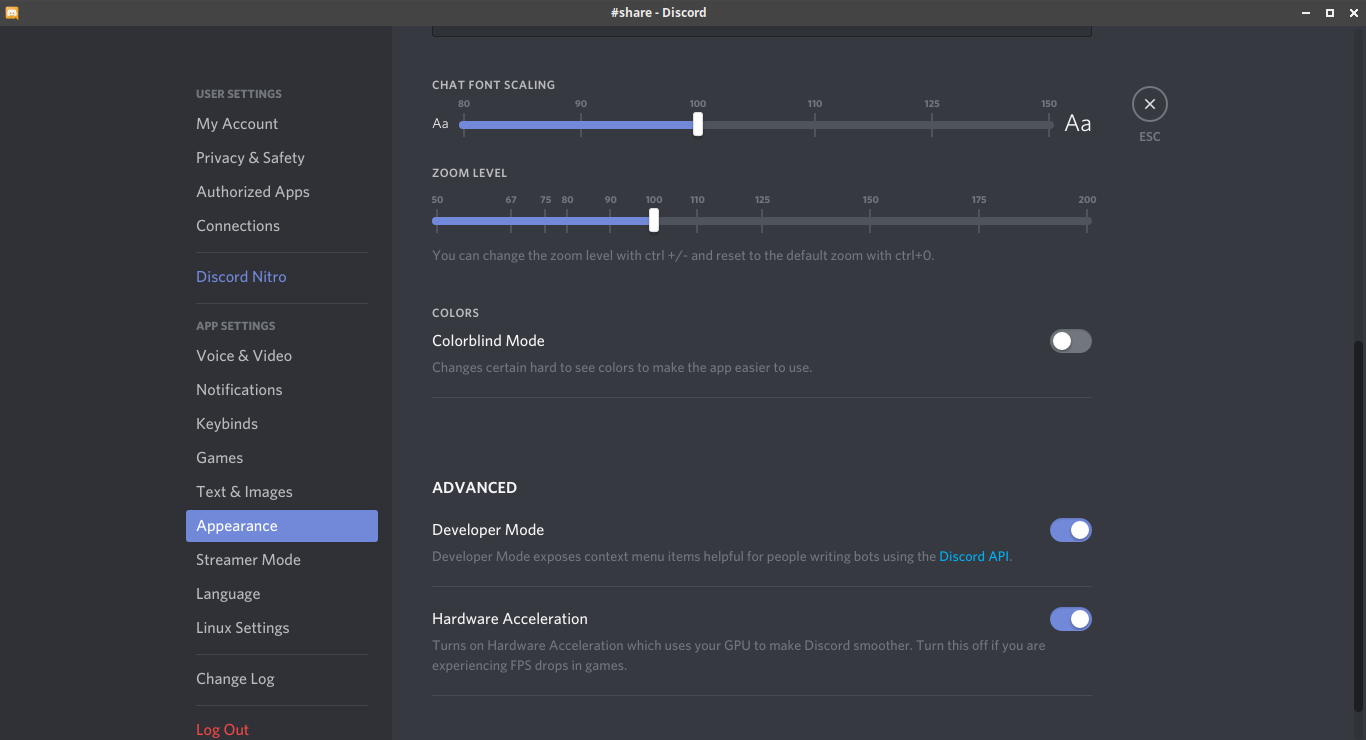 #share - Discord
USER SETTINGS
My Account
Privacy & Safety
Authorized Apps
Connections
Discord Nitro
APP SETTINGS
Voice & Video
Notifications
Keybinds
Games
Text & Images
Appearance
Streamer Mode
Language
Linux Settings
Change Log
Log Out
CHAT FONT SCALING
80 90 100 110 125 150
Aa Aa
ZOOM LEVEL
50 67 75 80 90 100 110 125 150 175 200
You can change the zoom level with ctrl +/- and reset to the default zoom with ctrl+0.
COLORS
Colorblind Mode
Changes certain hard to see colors to make the app easier to use.
ADVANCED
Developer Mode
Developer Mode exposes context menu items helpful for people writing bots using the Discord API.
Hardware Acceleration
Turns on Hardware Acceleration which uses your GPU to make Discord smoother. Turn this off if you are
experiencing FPS drops in games.
ESC